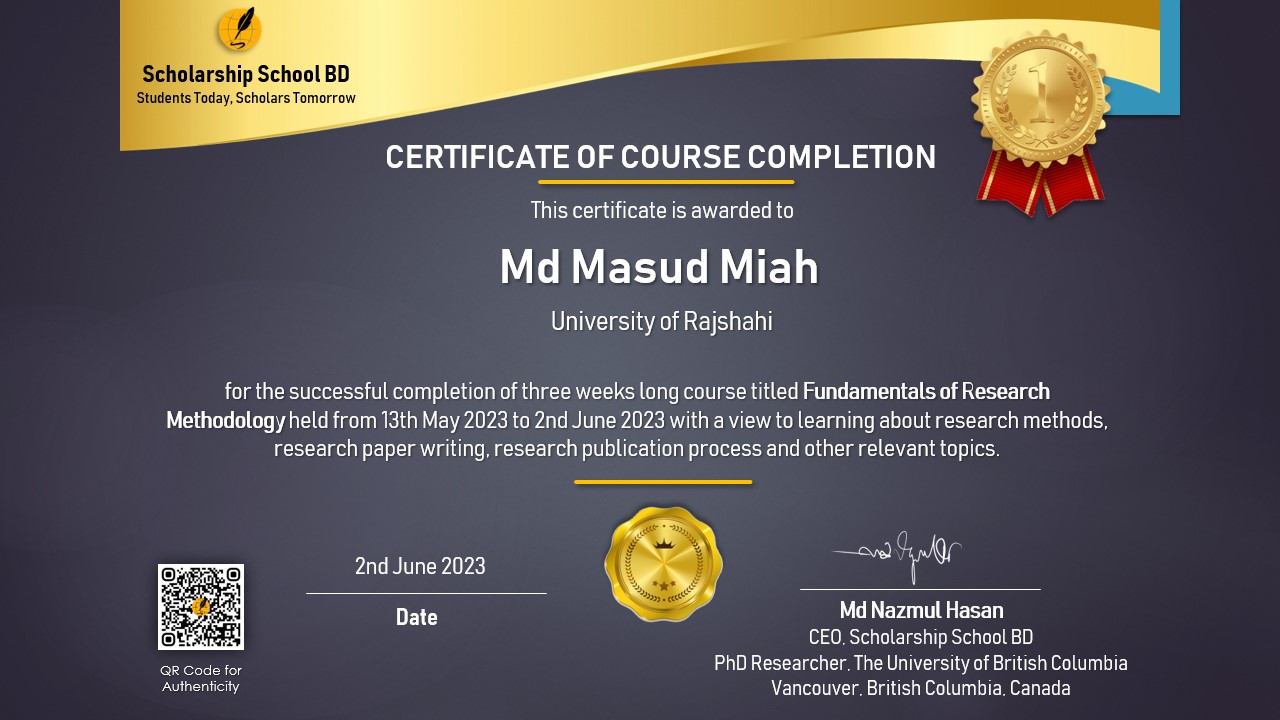 Scholarship School BD
Students Today, Scholars Tomorrow
1
CERTIFICATE OF COURSE COMPLETION
This certificate is awarded to
Md Masud Miah
University of Rajshahi
for the successful completion of three weeks long course titled Fundamentals of Research
Methodology held from 13th May 2023 to 2nd June 2023 with a view to learning about research methods,
research paper writing, research publication process and other relevant topics.
2nd June 2023
Date
QR Code for
Authenticity
Md Nazmul Hasan
CEO, Scholarship School BD
PhD Researcher, The University of British Columbia
Vancouver, British Columbia, Canada